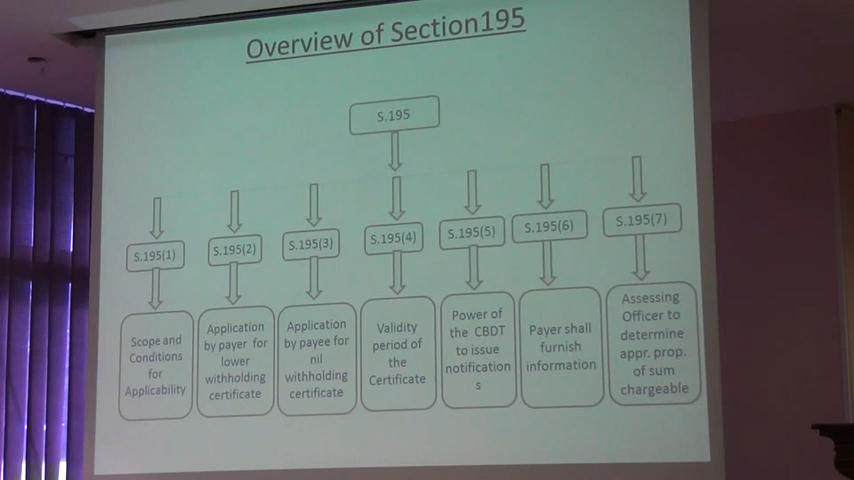 Overview of Section195
S.195
S.195(1)
S.195(2)
S.195(3)
S.195(4)
S.195(5)
S.195(6)
S.195(7)
Scope and
Conditions
for
Applicability
Application
by payer for
lower
withholding
certificate
Application
by payee for
nil
withholding
certificate
Validity
period of
the
Certificate
Power of
the CBDT
to issue
notification
s
Payer shall
furnish
information
Assessing
Officer to
determine
appr. prop.
of sum
chargeable